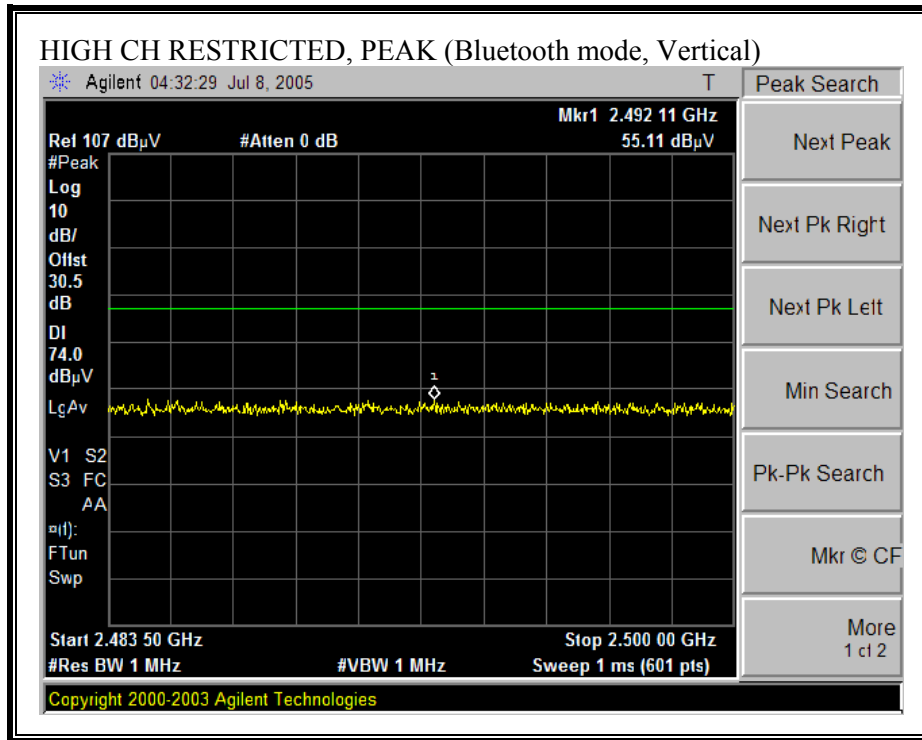 HIGH CH RESTRICTED, PEAK (Bluetooth mode, Vertical)
Agilent 04:32:29 Jul 8, 2005 T
Peak Search
Mkr1 2.492 11 GHz
Ref 107 dBµV #Atten 0 dB 55.11 dBµV
#Peak
Log
10
dB/
Offst
30.5
dB
DI
74.0
dBµV
LgAv
1
V1 S2
S3 FC
AA
¤(f):
FTun
Swp
Start 2.483 50 GHz Stop 2.500 00 GHz
#Res BW 1 MHz #VBW 1 MHz Sweep 1 ms (601 pts)
Copyright 2000-2003 Agilent Technologies
Next Peak
Next Pk Right
Next Pk Left
Min Search
Pk-Pk Search
Mkr © CF
More
1 of 2